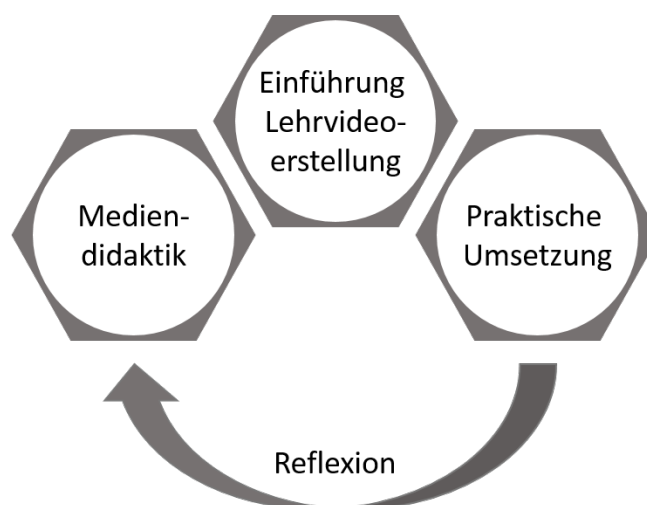 Medien-
didaktik
Einführung
Lehrvideo-
erstellung
Praktische
Umsetzung
Reflexion